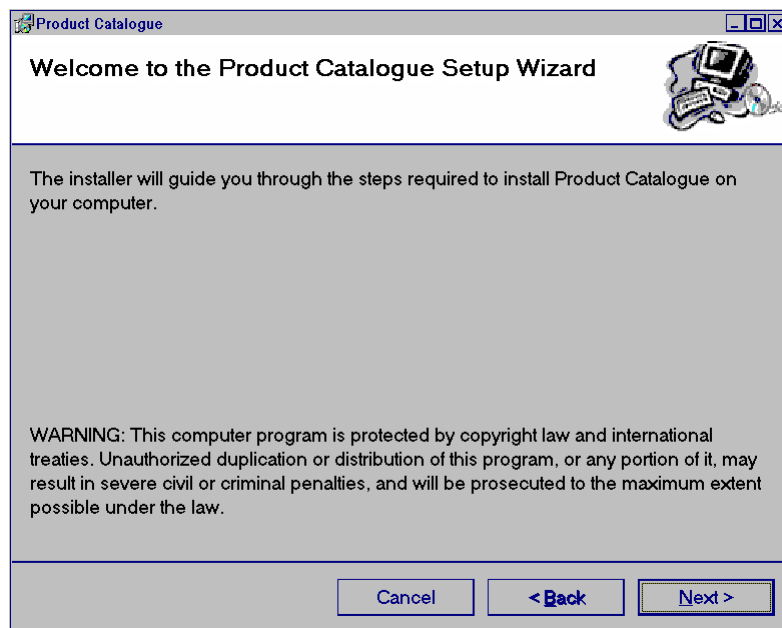 Product Catalogue
Welcome to the Product Catalogue Setup Wizard
The installer will guide you through the steps required to install Product Catalogue on
your computer.
WARNING: This computer program is protected by copyright law and international
treaties. Unauthorized duplication or distribution of this program, or any portion of it, may
result in severe civil or criminal penalties, and will be prosecuted to the maximum extent
possible under the law.
Cancel
< Back
Next >